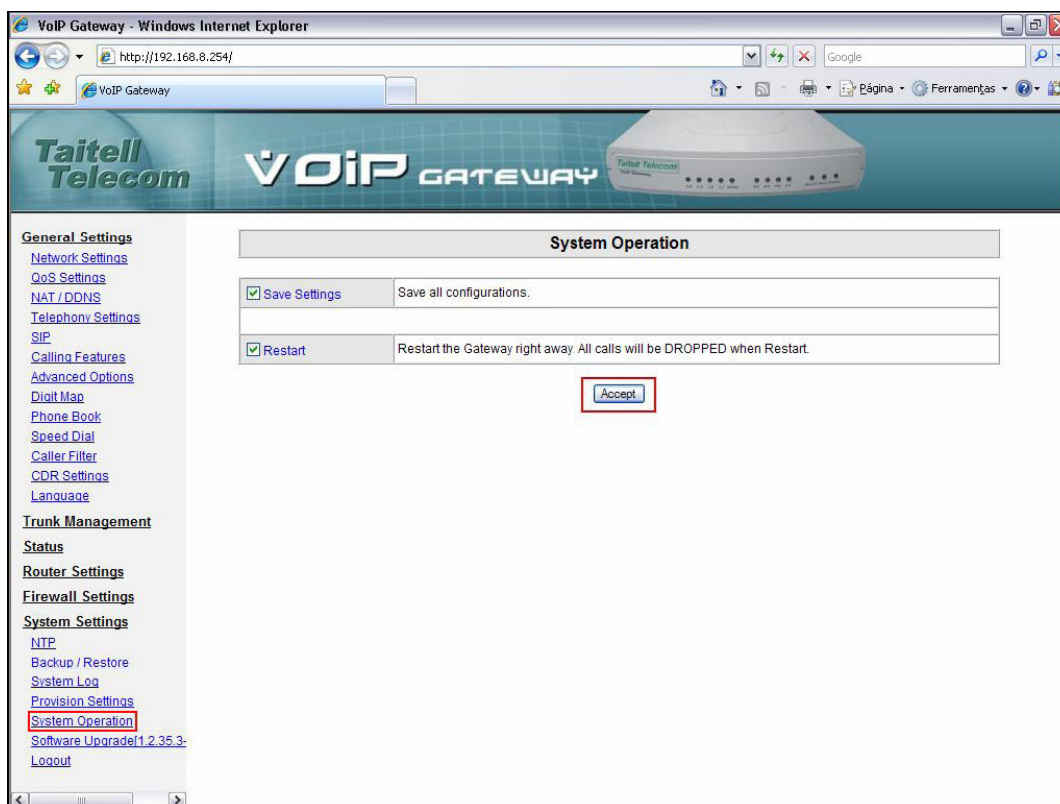 VoIP Gateway - Windows Internet Explorer
http://192.168.8.254/
Google
VoIP Gateway
Página
Ferramentas
Taitell
Telecom
VOiP GATEWAY
Taitell Telecom
General Settings
Network Settings
QoS Settings
NAT / DDNS
Telephony Settings
SIP
Calling Features
Advanced Options
Digit Map
Phone Book
Speed Dial
Caller Filter
CDR Settings
Language
Trunk Management
Status
Router Settings
Firewall Settings
System Settings
NTP
Backup / Restore
System Log
Provision Settings
System Operation
Software Upgrade[1.2.35.3-
Logout
System Operation
Save Settings
Save all configurations.
Restart
Restart the Gateway right away. All calls will be DROPPED when Restart.
Accept